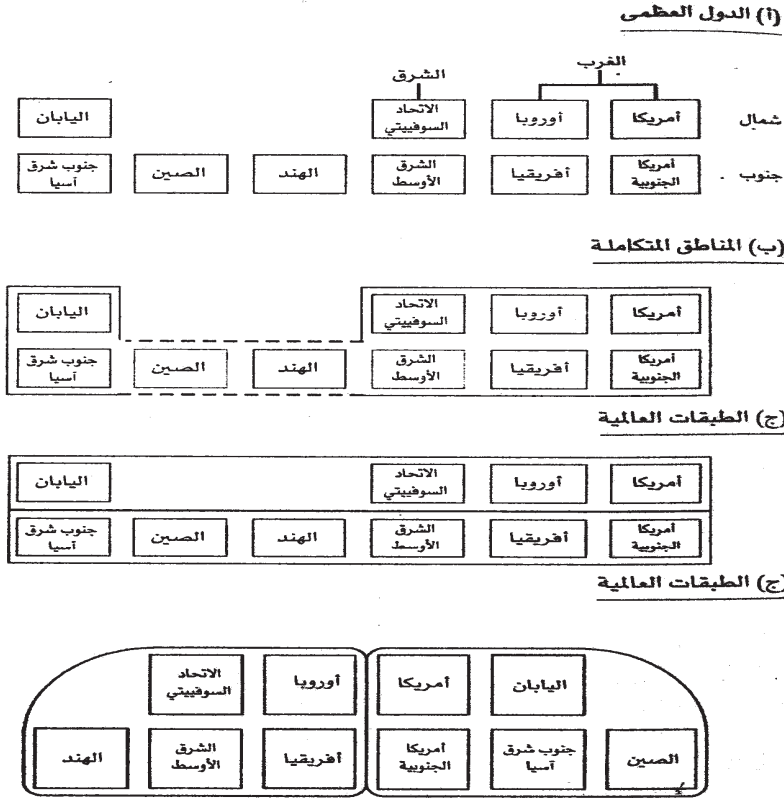 (أ) الدول العظمى
الغرب
الشرق
شمال
أمريكا
أوروبا
الاتحاد
السوفييتي
اليابان
جنوب
أمريكا
الجنوبية
أفريقيا
الشرق
الأوسط
الهند
الصين
جنوب شرق
آسيا
(ب) المناطق المتكاملة
أمريكا
أوروبا
الاتحاد
السوفييتي
اليابان
أمريكا
الجنوبية
أفريقيا
الشرق
الأوسط
الهند
الصين
جنوب شرق
آسيا
(ج) الطبقات العالمية
أمريكا
أوروبا
الاتحاد
السوفييتي
اليابان
أمريكا
الجنوبية
أفريقيا
الشرق
الأوسط
الهند
الصين
جنوب شرق
آسيا
(ج) الطبقات العالمية
اليابان
أمريكا
أوروبا
الاتحاد
السوفييتي
الصين
جنوب شرق
آسيا
أمريكا
الجنوبية
أفريقيا
الشرق
الأوسط
الهند